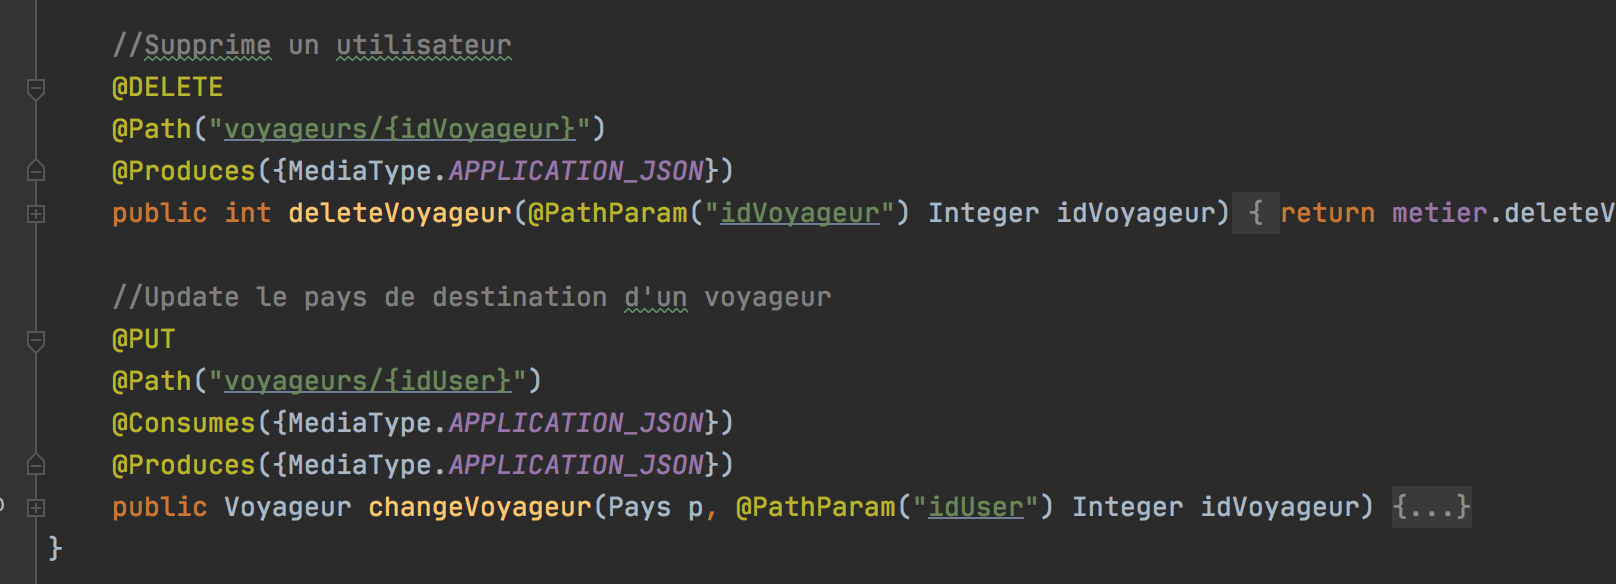 //Supprime un utilisateur
@DELETE
@Path("voyageurs/{idVoyageur}")
@Produces({MediaType.APPLICATION_JSON})
public int deleteVoyageur(@PathParam("idVoyageur") Integer idVoyageur) { return metier.deleteV
//Update le pays de destination d'un voyageur
@PUT
@Path("voyageurs/{idUser}")
@Consumes({MediaType.APPLICATION_JSON})
@Produces({MediaType.APPLICATION_JSON})
public Voyageur changeVoyageur(Pays p, @PathParam("idUser") Integer idVoyageur) {...}
}